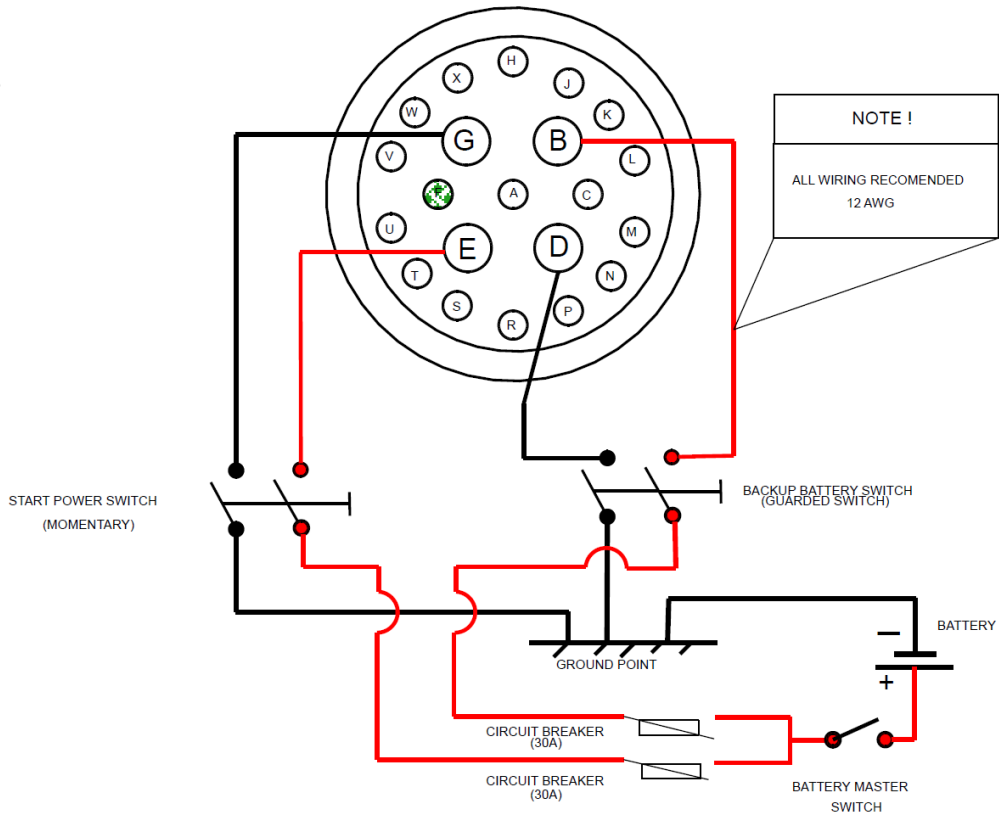 H
X
J
W
K
G
B
V
L
F
A
C
U
M
E
D
T
N
S
P
R
NOTE !
ALL WIRING RECOMENDED
12 AWG
START POWER SWITCH
(MOMENTARY)
BACKUP BATTERY SWITCH
(GUARDED SWITCH)
BATTERY
−
+
GROUND POINT
CIRCUIT BREAKER
(30A)
CIRCUIT BREAKER
(30A)
BATTERY MASTER
SWITCH